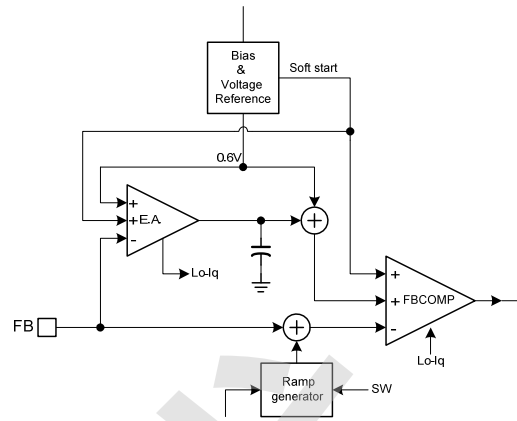 Bias
&
Voltage
Reference
Soft start
0.6V
+
+
-
E.A.
+
Lo-Iq
+
+
-
FBCOMP
FB
+
Lo-Iq
Ramp
generator
SW